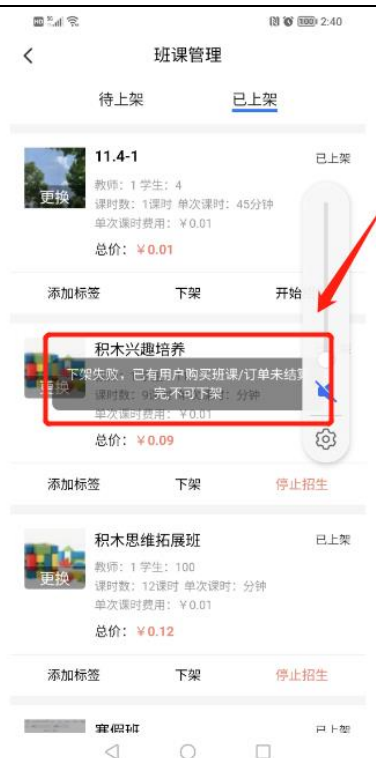 HD 5G 100 2:40
班课管理
待上架 已上架
11.4-1 已上架
教师：1 学生：4
课时数：1课时 单次课时：45分钟
单次课时费用：￥0.01
总价：￥0.01
更换
添加标签 下架 开始
积木兴趣培养
下架失败，已有用户购买班课/订单未结算
完,不可下架
更换
课时数：9课时 分钟
单次课时费用：￥0.01
总价：￥0.09
添加标签 下架 停止招生
积木思维拓展班 已上架
教师：1 学生：100
课时数：12课时 单次课时：分钟
单次课时费用：￥0.01
总价：￥0.12
更换
添加标签 下架 停止招生
寒假班 已上架